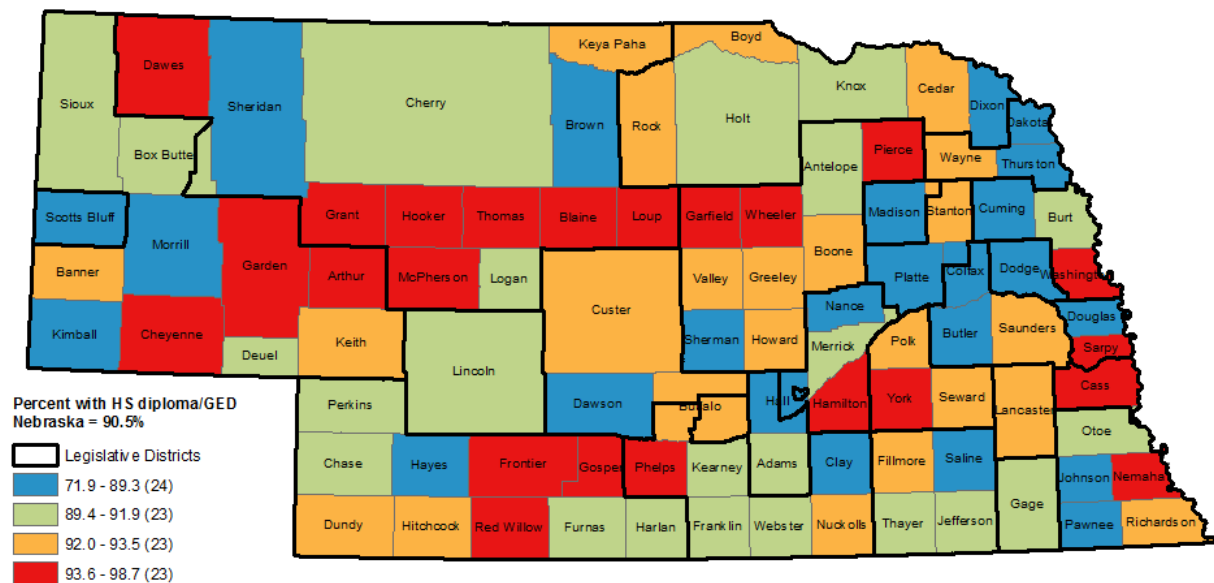 Boyd
Keya Paha
Dawes
Knox
Cedar
Sioux
Sheridan
Cherry
Dixon
Holt
Brown
Rock
Dakota
Box Butte
Pierce
Wayne
Thurston
Antelope
Scotts Bluff
Grant
Hooker
Thomas
Blaine
Loup
Garfield
Wheeler
Madison
Stanton
Cuming
Burt
Morrill
Boone
Garden
Banner
Arthur
McPherson
Logan
Valley
Greeley
Platte
Colfax
Dodge
Washington
Custer
Nance
Kimball
Cheyenne
Keith
Sherman
Howard
Butler
Saunders
Douglas
Deuel
Merrick
Polk
Sarpy
Lincoln
Perkins
Dawson
Buffalo
Hall
Hamilton
York
Seward
Lancaster
Cass
Otoe
Chase
Hayes
Frontier
Gosper
Phelps
Kearney
Adams
Clay
Fillmore
Saline
Johnson
Nemaha
Gage
Dundy
Hitchcock
Red Willow
Furnas
Harlan
Franklin
Webster
Nuckolls
Thayer
Jefferson
Pawnee
Richardson
Percent with HS diploma/GED
Nebraska = 90.5%
Legislative Districts
71.9 - 89.3 (24)
89.4 - 91.9 (23)
92.0 - 93.5 (23)
93.6 - 98.7 (23)